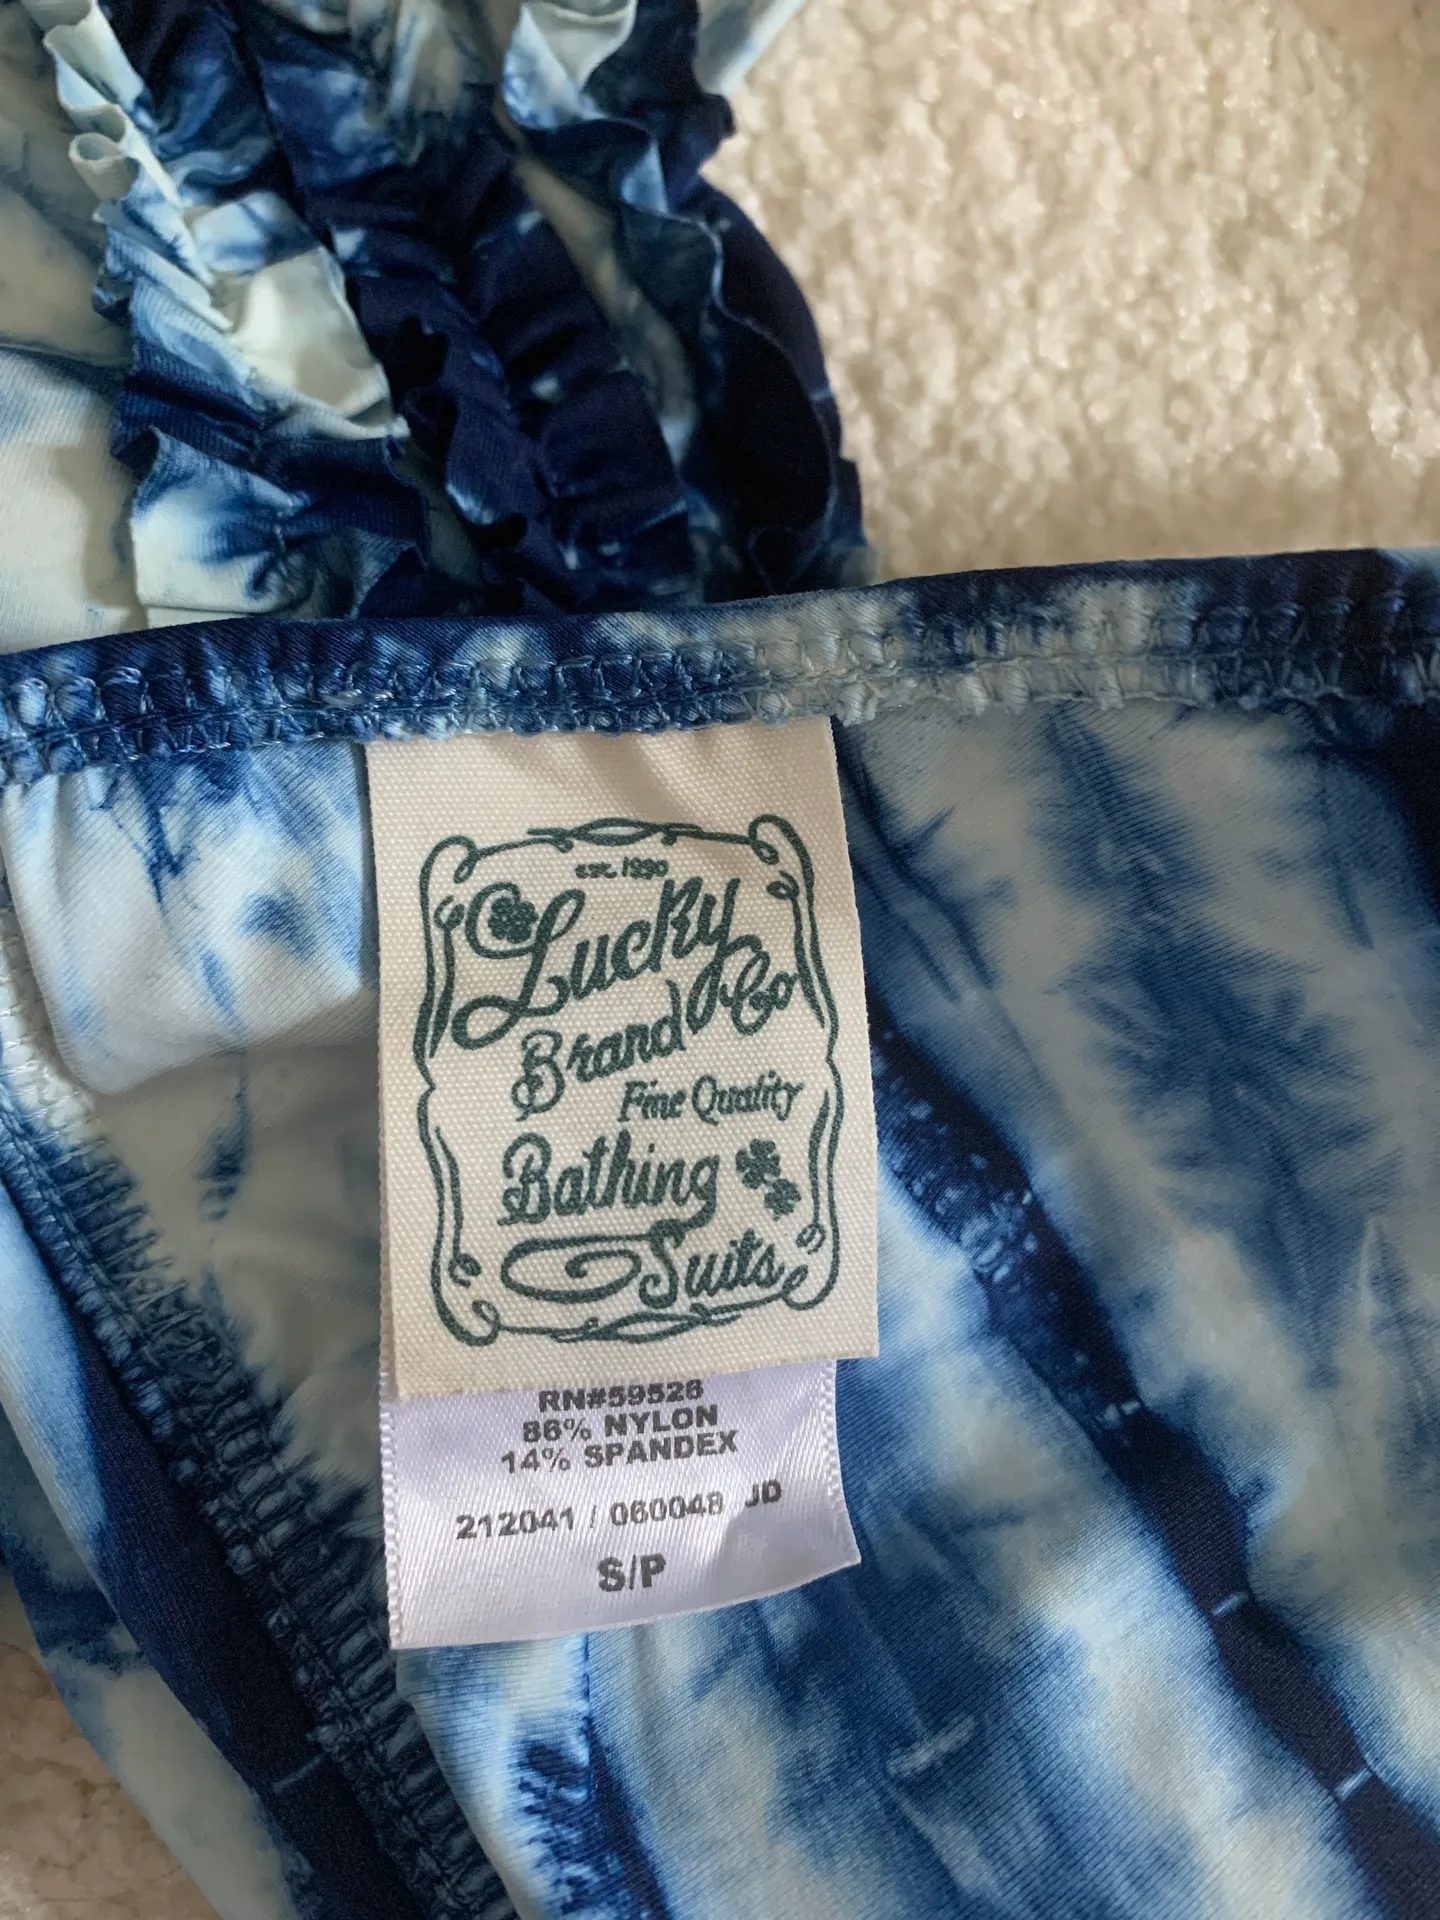 est. 1990
Lucky
Brand Co
Fine Quality
Bathing
Suits
RN#59526
86% NYLON
14% SPANDEX
212041 / 060048 JD
S/P